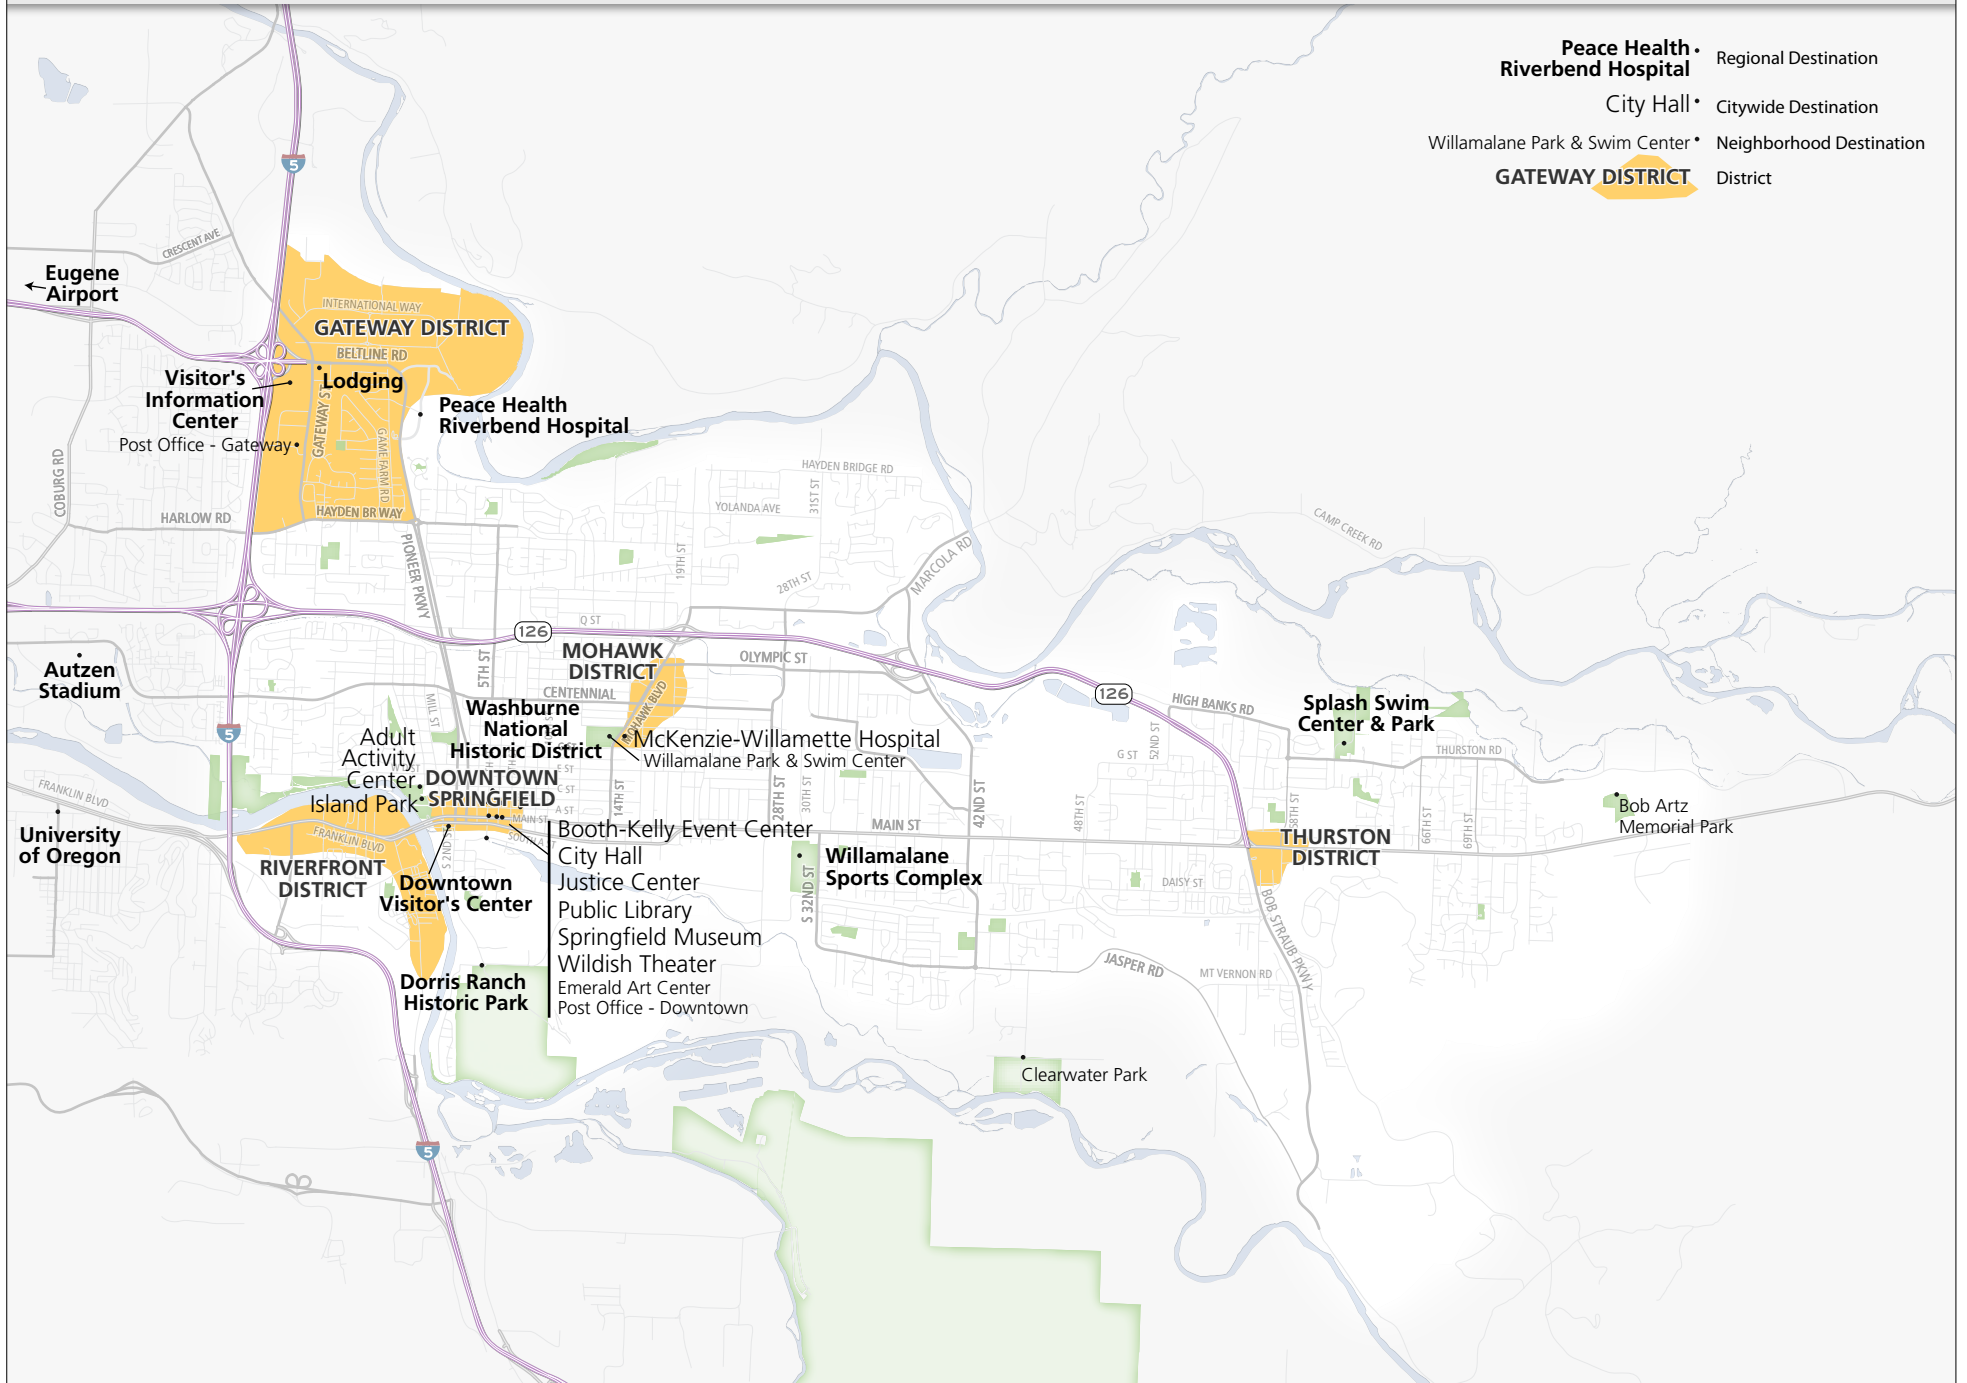 Peace Health
Riverbend Hospital
Regional Destination
City Hall
Citywide Destination
Willamalane Park & Swim Center
Neighborhood Destination
GATEWAY DISTRICT
District
5
CRESCENT AVE
Eugene
Airport
INTERNATIONAL WAY
GATEWAY DISTRICT
BELTLINE RD
Visitor's
Information
Center
Lodging
Post Office - Gateway
GATEWAY ST
GAME FARM RD
Peace Health
Riverbend Hospital
COBURG RD
HARLOW RD
HAYDEN BR WAY
PIONEER PKWY
HAYDEN BRIDGE RD
YOLANDA AVE
31ST ST
19TH ST
28TH ST
MARCOLA RD
CAMP CREEK RD
126
Q ST
MOHAWK
DISTRICT
OLYMPIC ST
5TH ST
CENTENNIAL
MOHAWK BLVD
Autzen
Stadium
MILL ST
5
Washburne
National
Historic District
McKenzie-Willamette Hospital
Willamalane Park & Swim Center
126
HIGH BANKS RD
Splash Swim
Center & Park
THURSTON RD
G ST
52ND ST
Adult
Activity
Center
Island Park
DOWNTOWN
SPRINGFIELD
E ST
C ST
A ST
MAIN ST
SOUTH A ST
14TH ST
28TH ST
30TH ST
42ND ST
48TH ST
58TH ST
66TH ST
69TH ST
MAIN ST
Bob Artz
Memorial Park
FRANKLIN BLVD
University
of Oregon
FRANKLIN BLVD
RIVERFRONT
DISTRICT
S 2ND ST
Downtown
Visitor's Center
Booth-Kelly Event Center
City Hall
Justice Center
Public Library
Springfield Museum
Wildish Theater
Emerald Art Center
Post Office - Downtown
Willamalane
Sports Complex
S 32ND ST
THURSTON
DISTRICT
DAISY ST
BOB STRAUB PKWY
JASPER RD
MT VERNON RD
Dorris Ranch
Historic Park
Clearwater Park
5